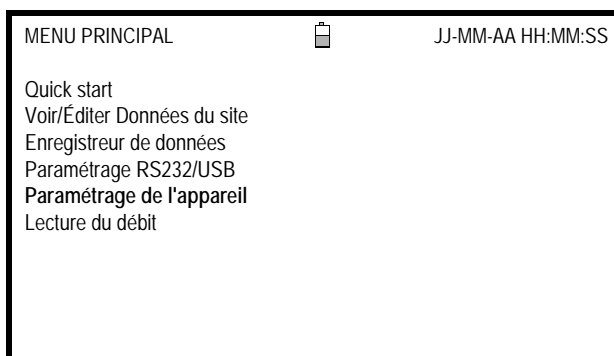 MENU PRINCIPAL JJ-MM-AA HH:MM:SS
Quick start
Voir/Éditer Données du site
Enregistreur de données
Paramétrage RS232/USB
Paramétrage de l'appareil
Lecture du débit